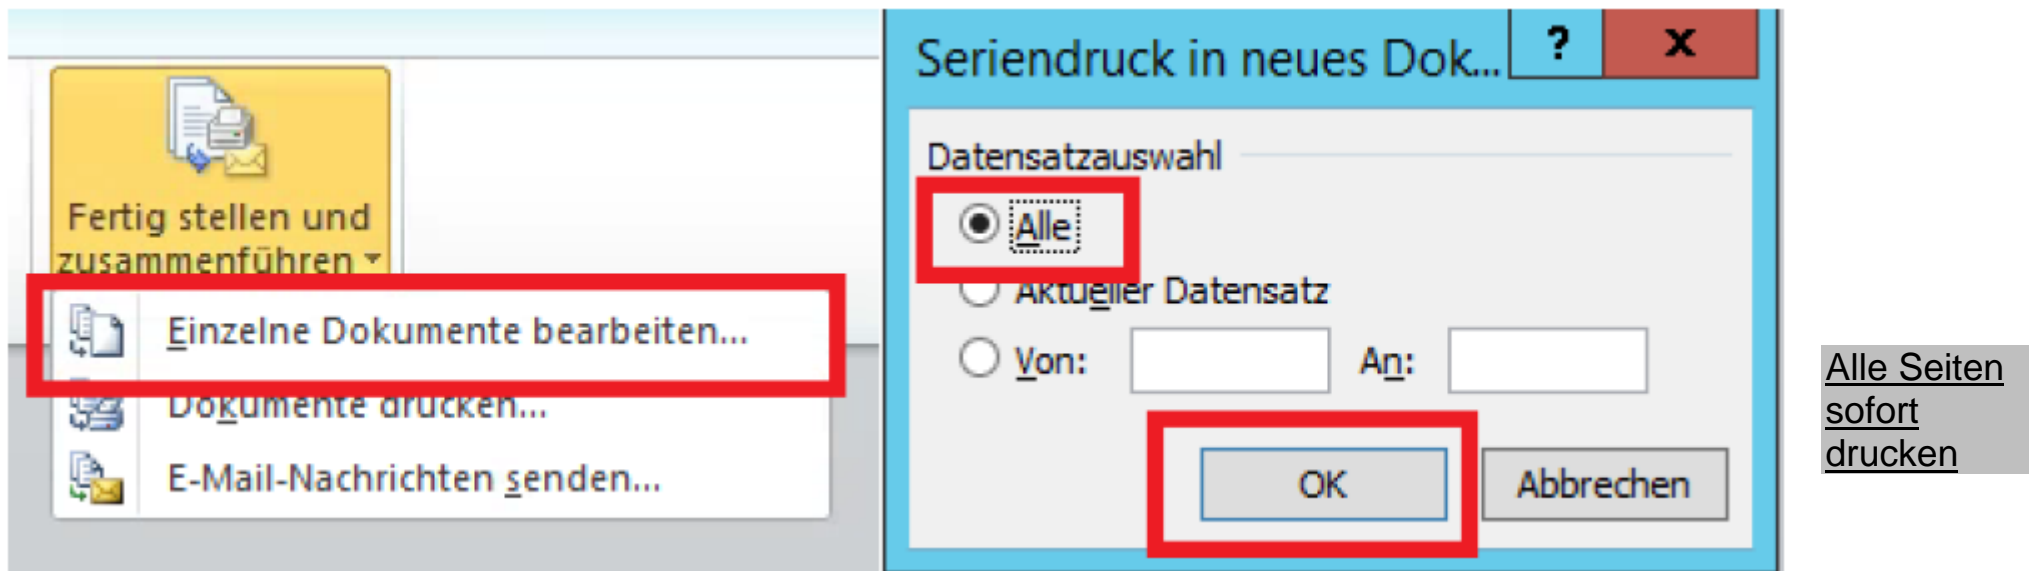 Fertig stellen und
zusammenführen
Einzelne Dokumente bearbeiten...
Dokumente drucken...
E-Mail-Nachrichten senden...
Seriendruck in neues Dok...
?
x
Datensatzauswahl
Alle
Aktueller Datensatz
Von:
An:
OK
Abbrechen
Alle Seiten
sofort
drucken